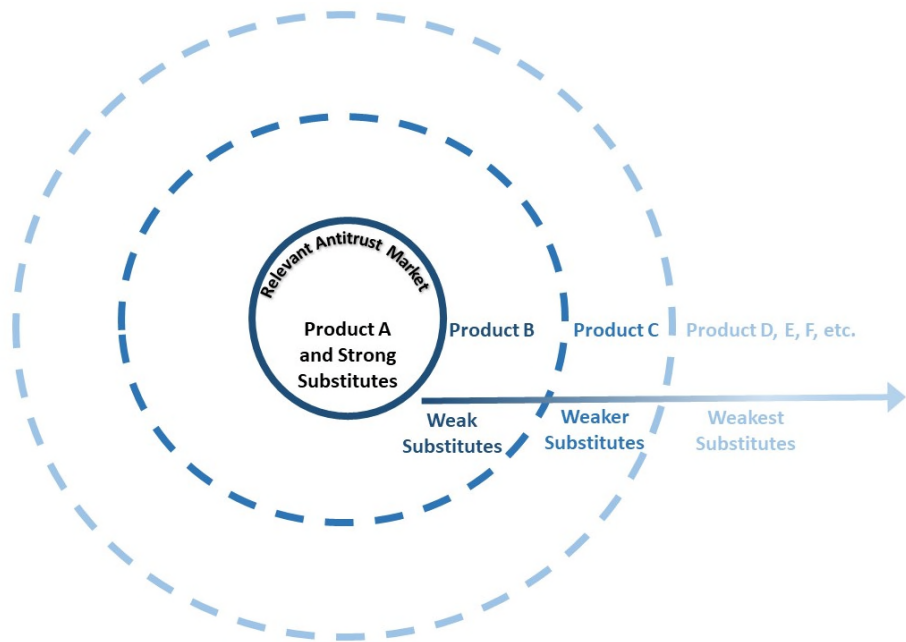 Relevant Antitrust Market
Product A
and Strong
Substitutes
Product B
Product C
Product D, E, F, etc.
Weak
Substitutes
Weaker
Substitutes
Weakest
Substitutes